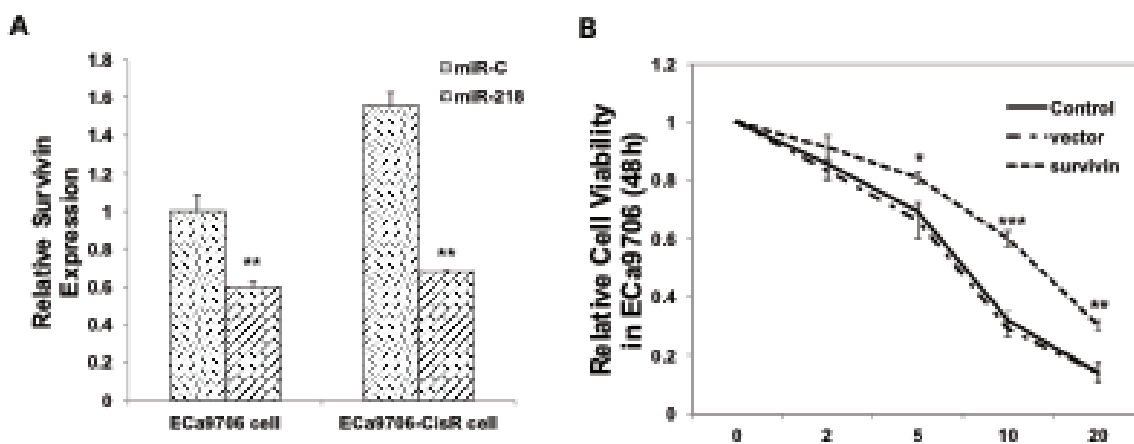 A
1.8
1.6
1.4
1.2
1
0.8
0.6
0.4
0.2
0
Relative Survivin
Expression
miR-C
miR-218
**
**
ECa9706 cell
ECa9706-CisR cell
B
1.2
1
0.8
0.6
0.4
0.2
0
Relative Cell Viability
in ECa9706 (48h)
Control
vector
survivin
*
***
**
0
2
5
10
20